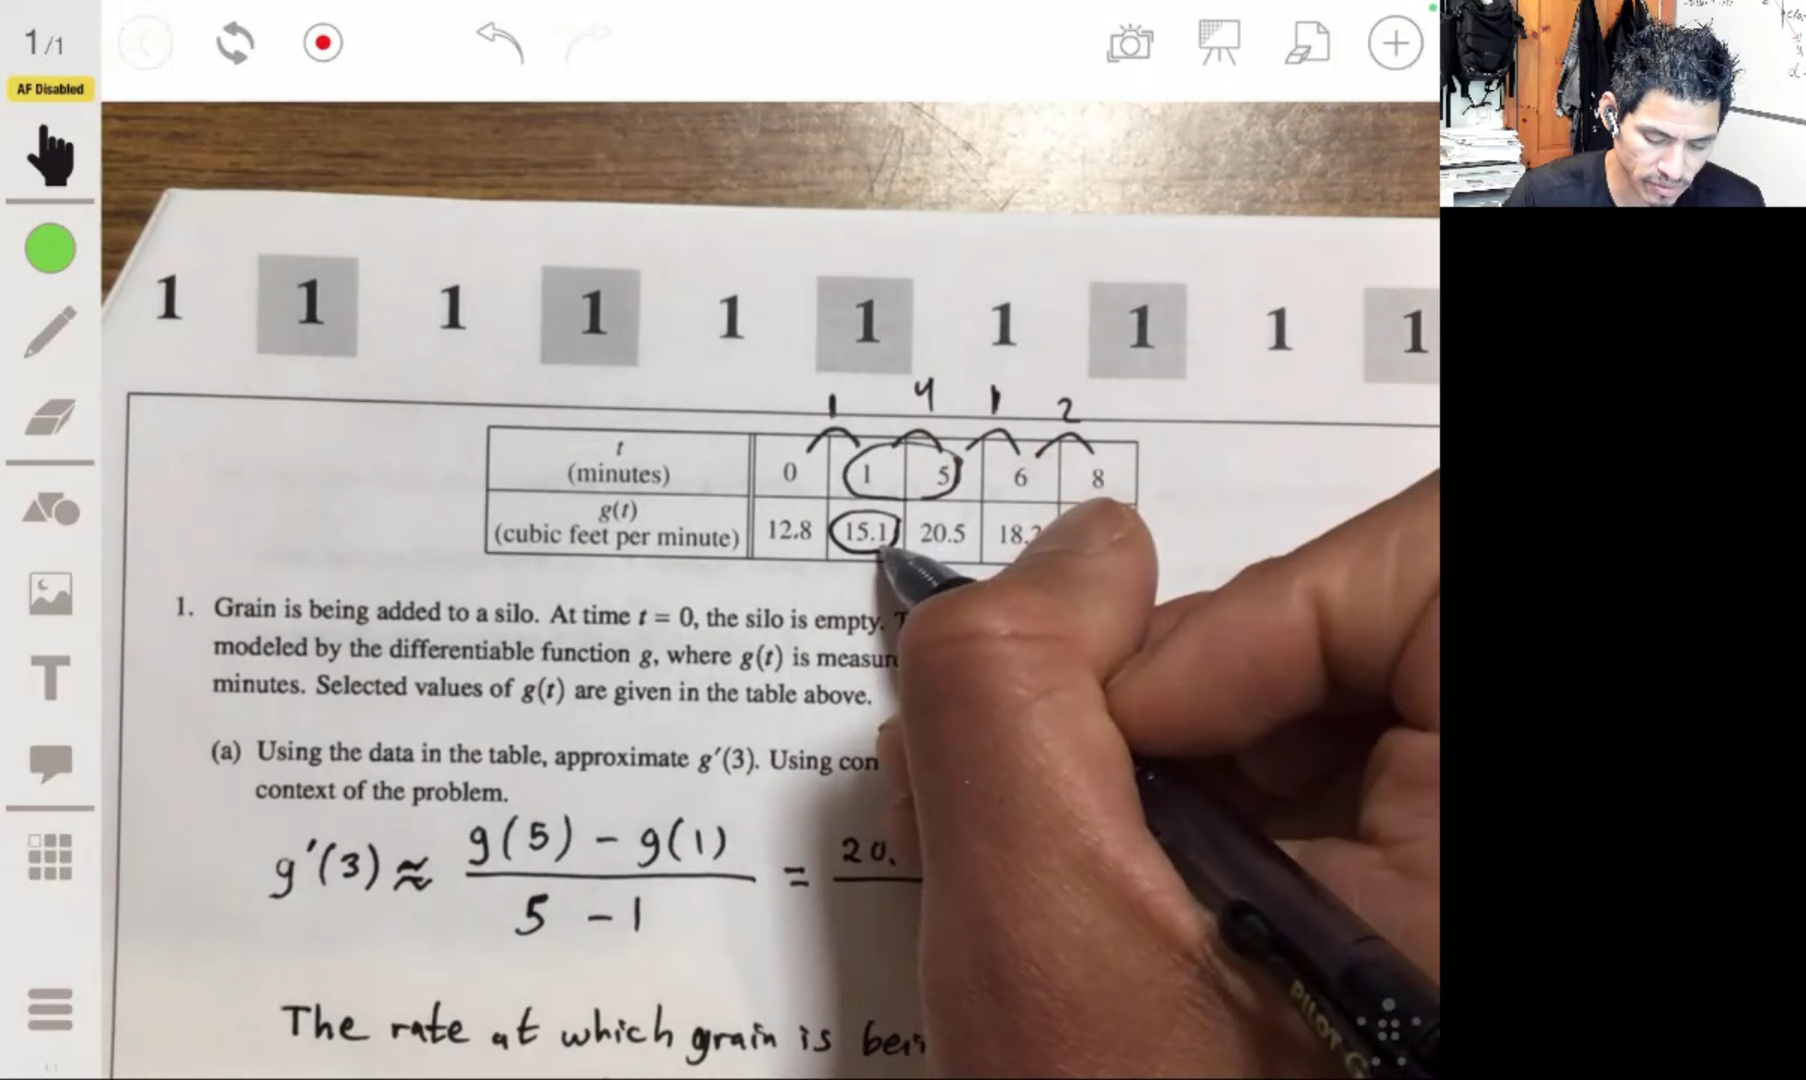 1/1
AF Disabled
T
1 1 1 1 1 1 1 1 1 1
1 4 1 2
t
(minutes) 0 1 5 6 8
g(t)
(cubic feet per minute) 12.8 15.1 20.5 18.2
1. Grain is being added to a silo. At time t = 0, the silo is empty.
modeled by the differentiable function g, where g(t) is
minutes. Selected values of g(t) are given in the table above.
(a) Using the data in the table, approximate g′(3). Using
context of the problem.
g'(3) ≈ g(5) - g(1) = 20.
5 - 1
The rate at which grain is
PILOT G